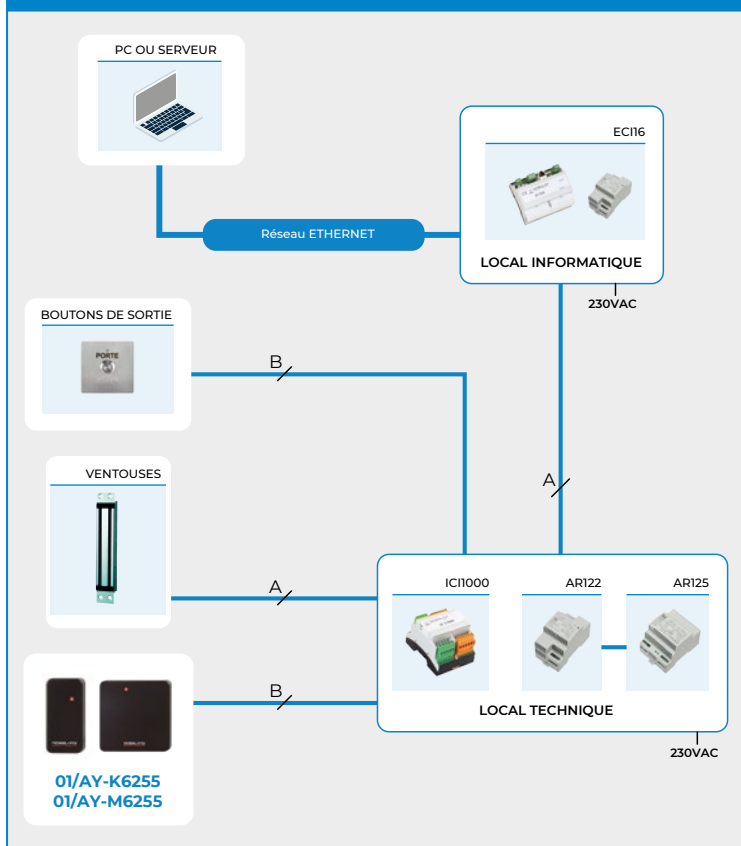 PC OU SERVEUR
ECI16
Réseau ETHERNET
LOCAL INFORMATIQUE
230VAC
BOUTONS DE SORTIE
PORTE
B
VENTOUSES
A
A
ICI1000
AR122
AR125
B
LOCAL TECHNIQUE
230VAC
01/AY-K6255
01/AY-M6255